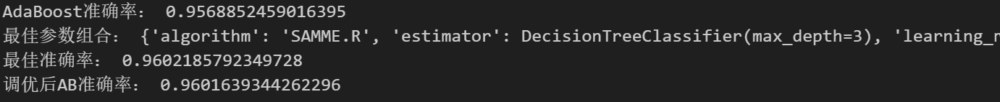 AdaBoost准确率： 0.9568852459016395
最佳参数组合： {'algorithm': 'SAMME.R', 'estimator': DecisionTreeClassifier(max_depth=3), 'learning_r
最佳准确率： 0.9602185792349728
调优后AB准确率： 0.9601639344262296